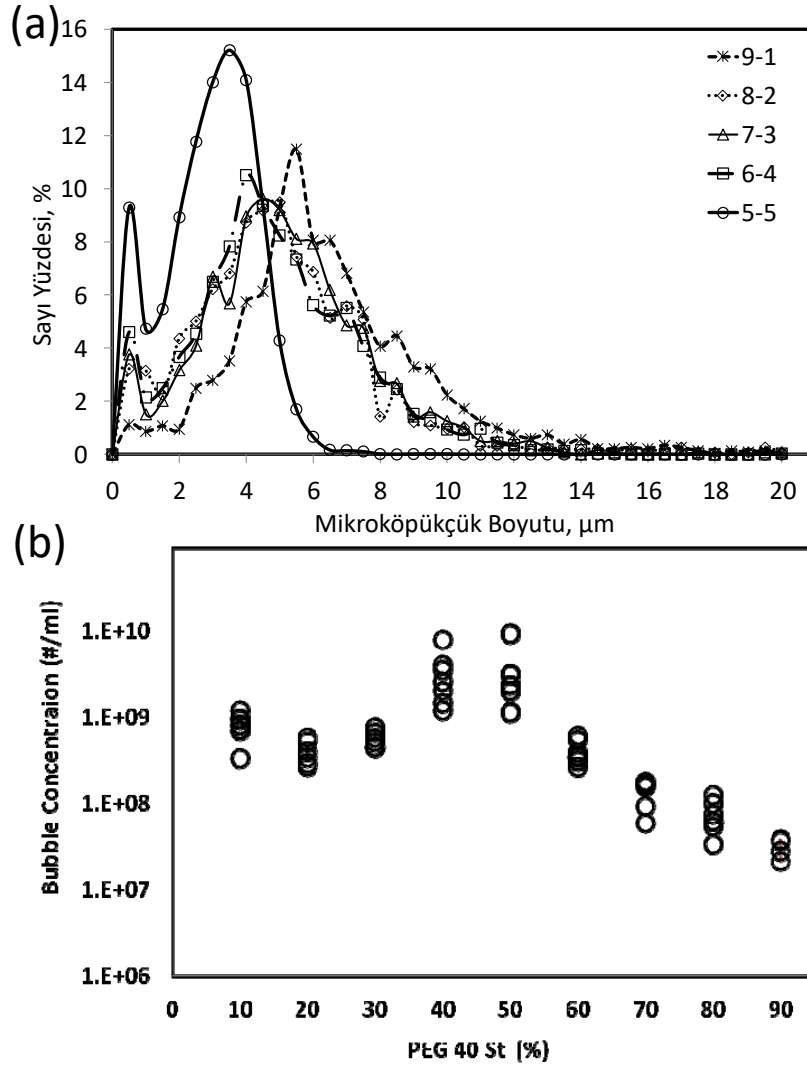 (a)
16
14
12
10
8
6
4
2
0
Sayı Yüzdesi, %
9-1
8-2
7-3
6-4
5-5
0 2 4 6 8 10 12 14 16 18 20
Mikroköpükçük Boyutu, µm
(b)
Bubble Concentraion (#/ml)
1.E+10
1.E+09
1.E+08
1.E+07
1.E+06
0 10 20 30 40 50 60 70 80 90
PEG 40 St (%)